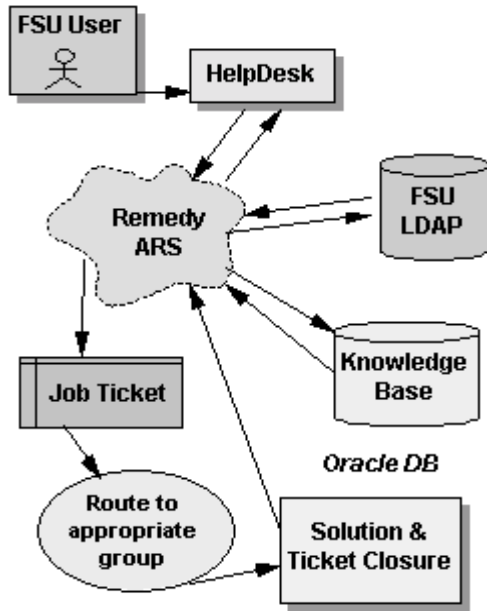 FSU User
HelpDesk
Remedy
ARS
FSU
LDAP
Knowledge
Base
Job Ticket
Oracle DB
Route to
appropriate
group
Solution &
Ticket Closure